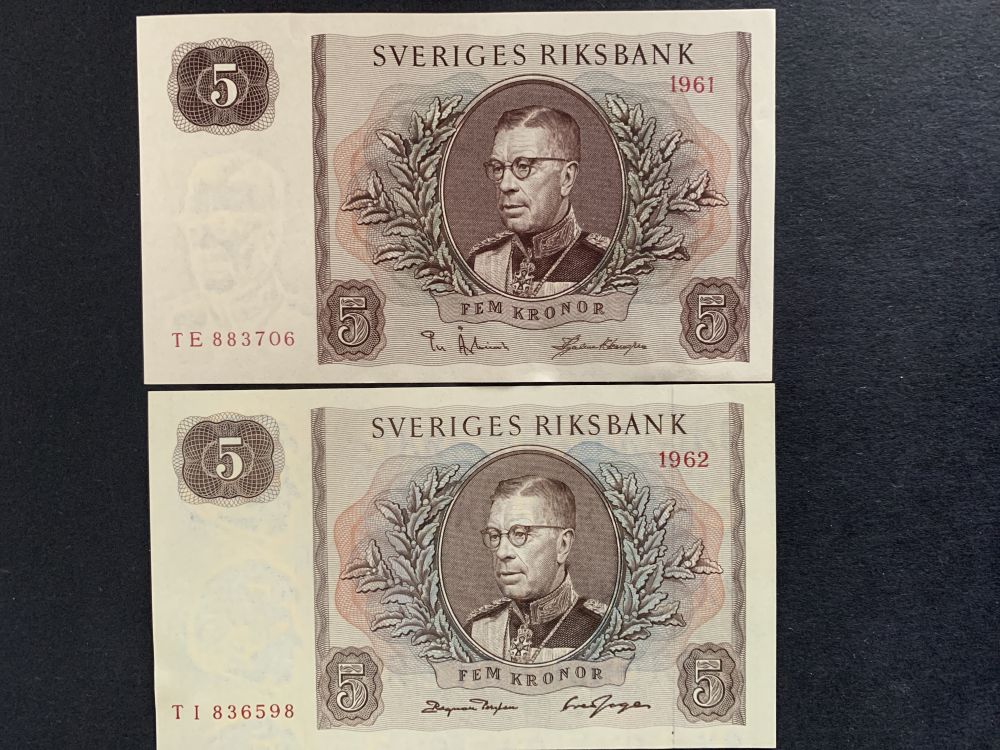 SVERIGES RIKSBANK
5
1961
FEM KRONOR
5
5
TE 883706
SVERIGES RIKSBANK
5
1962
FEM KRONOR
5
5
TI 836598